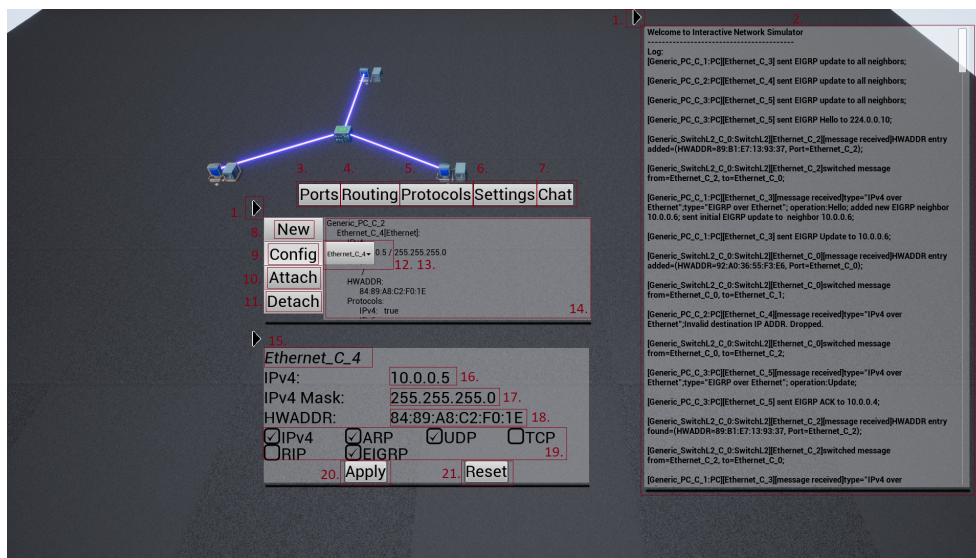 1.
2.
Welcome to Interactive Network Simulator
----------------------------------------
Log:
[Generic_PC_C_1:PC][Ethernet_C_3] sent EIGRP update to all neighbors;
[Generic_PC_C_2:PC][Ethernet_C_4] sent EIGRP update to all neighbors;
[Generic_PC_C_3:PC][Ethernet_C_5] sent EIGRP update to all neighbors;
[Generic_PC_C_3:PC][Ethernet_C_5] sent EIGRP Hello to 224.0.0.10;
[Generic_SwitchL2_C_0:SwitchL2][Ethernet_C_2][message received]HWADDR entry
added=(HWADDR=89:B1:E7:13:93:37, Port=Ethernet_C_2);
[Generic_SwitchL2_C_0:SwitchL2][Ethernet_C_2]switched message
from=Ethernet_C_2, to=Ethernet_C_0;
[Generic_PC_C_1:PC][Ethernet_C_3][message received]type="IPv4 over
Ethernet";type="EIGRP over Ethernet"; operation:Hello; added new EIGRP neighbor
10.0.0.6; sent initial EIGRP update to  neighbor 10.0.0.6;
[Generic_PC_C_1:PC][Ethernet_C_3] sent EIGRP Update to 10.0.0.6;
[Generic_SwitchL2_C_0:SwitchL2][Ethernet_C_0][message received]HWADDR entry
added=(HWADDR=92:A0:36:55:F3:E6, Port=Ethernet_C_0);
[Generic_SwitchL2_C_0:SwitchL2][Ethernet_C_0]switched message
from=Ethernet_C_0, to=Ethernet_C_1;
[Generic_PC_C_2:PC][Ethernet_C_4][message received]type="IPv4 over
Ethernet";Invalid destination IP ADDR. Dropped.
[Generic_SwitchL2_C_0:SwitchL2][Ethernet_C_0]switched message
from=Ethernet_C_0, to=Ethernet_C_2;
[Generic_PC_C_3:PC][Ethernet_C_5][message received]type="IPv4 over
Ethernet";type="EIGRP over Ethernet"; operation:Update;
[Generic_PC_C_3:PC][Ethernet_C_5] sent EIGRP ACK to 10.0.0.4;
[Generic_SwitchL2_C_0:SwitchL2][Ethernet_C_2][message received]HWADDR entry
found=(HWADDR=89:B1:E7:13:93:37, Port=Ethernet_C_2);
[Generic_SwitchL2_C_0:SwitchL2][Ethernet_C_2]switched message
from=Ethernet_C_2, to=Ethernet_C_0;
[Generic_PC_C_1:PC][Ethernet_C_3][message received]type="IPv4 over
3. 4. 5. 6. 7.
Ports Routing Protocols Settings Chat
1.
8. New
9. Config
10. Attach
11. Detach
Generic_PC_C_2
Ethernet_C_4[Ethernet]:
Ethernet_C_4 0.5 / 255.255.255.0
12. 13.
/
HWADDR:
84:89:A8:C2:F0:1E
Protocols:
IPv4: true
14.
15.
Ethernet_C_4
IPv4: 10.0.0.5 16.
IPv4 Mask: 255.255.255.0 17.
HWADDR: 84:89:A8:C2:F0:1E 18.
IPv4 ARP UDP TCP
RIP EIGRP 19.
20. Apply 21. Reset